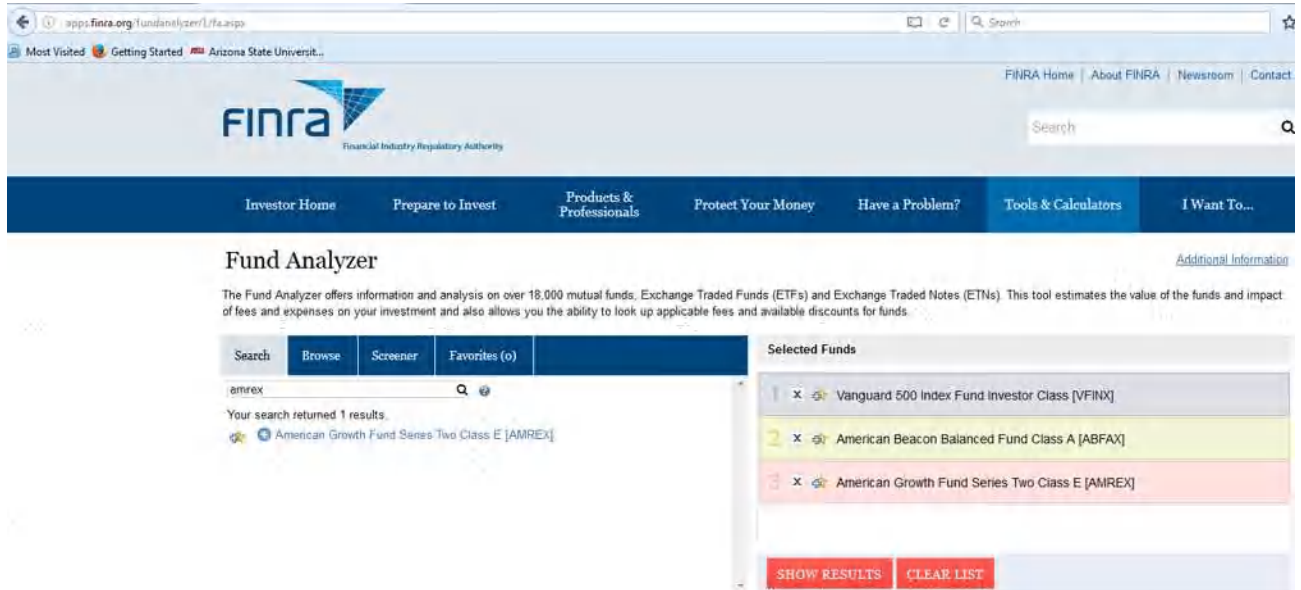 apps.finra.org/fundanalyzer/1/fa.aspx
Search
Most Visited Getting Started Arizona State Universit...
FINRA Home | About FINRA | Newsroom | Contact
Finra
Financial Industry Regulatory Authority
Search
Investor Home
Prepare to Invest
Products &
Professionals
Protect Your Money
Have a Problem?
Tools & Calculators
I Want To...
Fund Analyzer
Additional Information
The Fund Analyzer offers information and analysis on over 18,000 mutual funds, Exchange Traded Funds (ETFs) and Exchange Traded Notes (ETNs). This tool estimates the value of the funds and impact
of fees and expenses on your investment and also allows you the ability to look up applicable fees and available discounts for funds.
Search Browse Screener Favorites (0)
amrex
Your search returned 1 results.
American Growth Fund Series Two Class E [AMREX]
Selected Funds
1 X Vanguard 500 Index Fund Investor Class [VFINX]
2 X American Beacon Balanced Fund Class A [ABFAX]
3 X American Growth Fund Series Two Class E [AMREX]
SHOW RESULTS CLEAR LIST